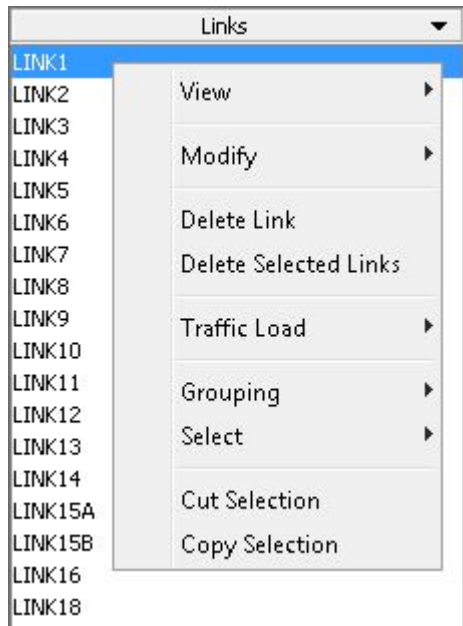 Links
LINK1
LINK2
LINK3
LINK4
LINK5
LINK6
LINK7
LINK8
LINK9
LINK10
LINK11
LINK12
LINK13
LINK14
LINK15A
LINK15B
LINK16
LINK18
View
Modify
Delete Link
Delete Selected Links
Traffic Load
Grouping
Select
Cut Selection
Copy Selection